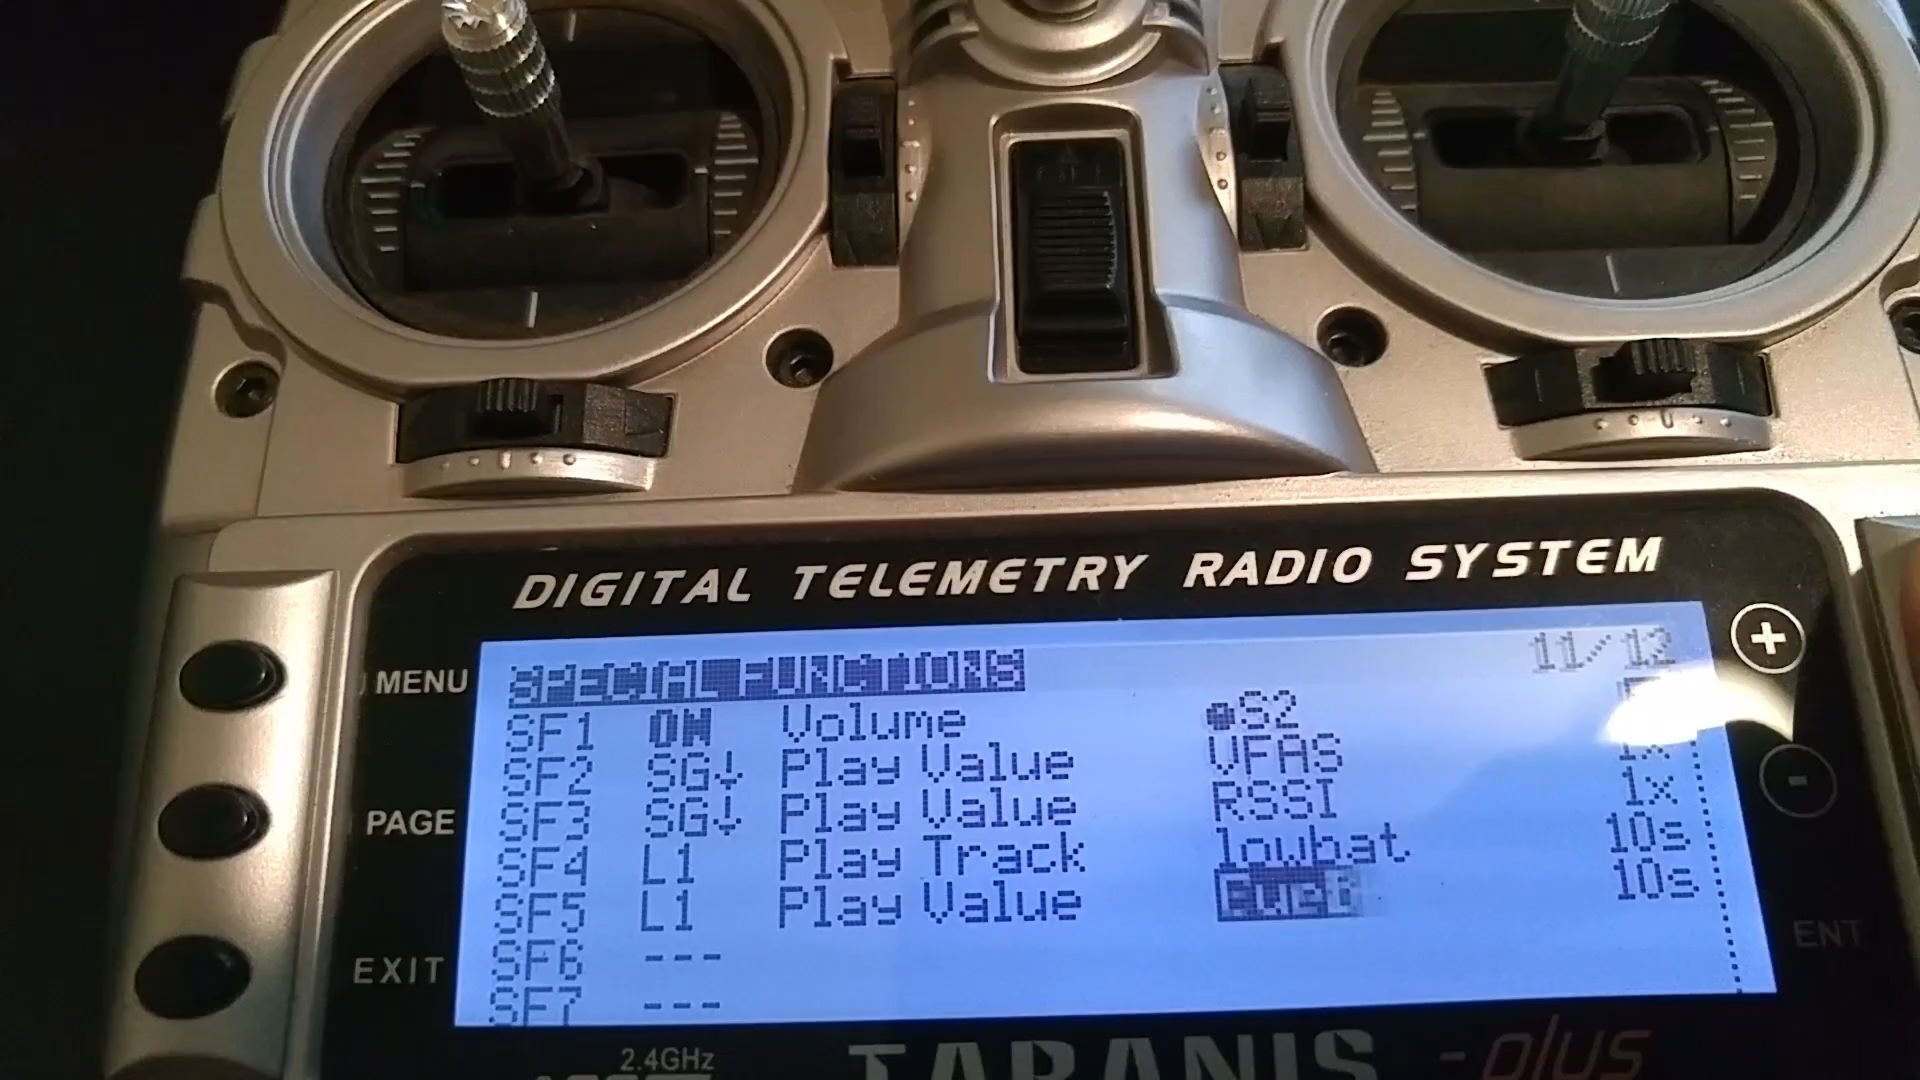 DIGITAL TELEMETRY RADIO SYSTEM
SPECIAL FUNCTIONS 11/12
SF1 ON Volume S2
SF2 SG↓ Play Value VFAS 1x
SF3 SG↓ Play Value RSSI 1x
SF4 L1 Play Track lowbat 10s
SF5 L1 Play Value 10s
SF6 ---
SF7 ---
MENU
PAGE
EXIT
+
-
ENT
2.4GHz
TARANIS -plus